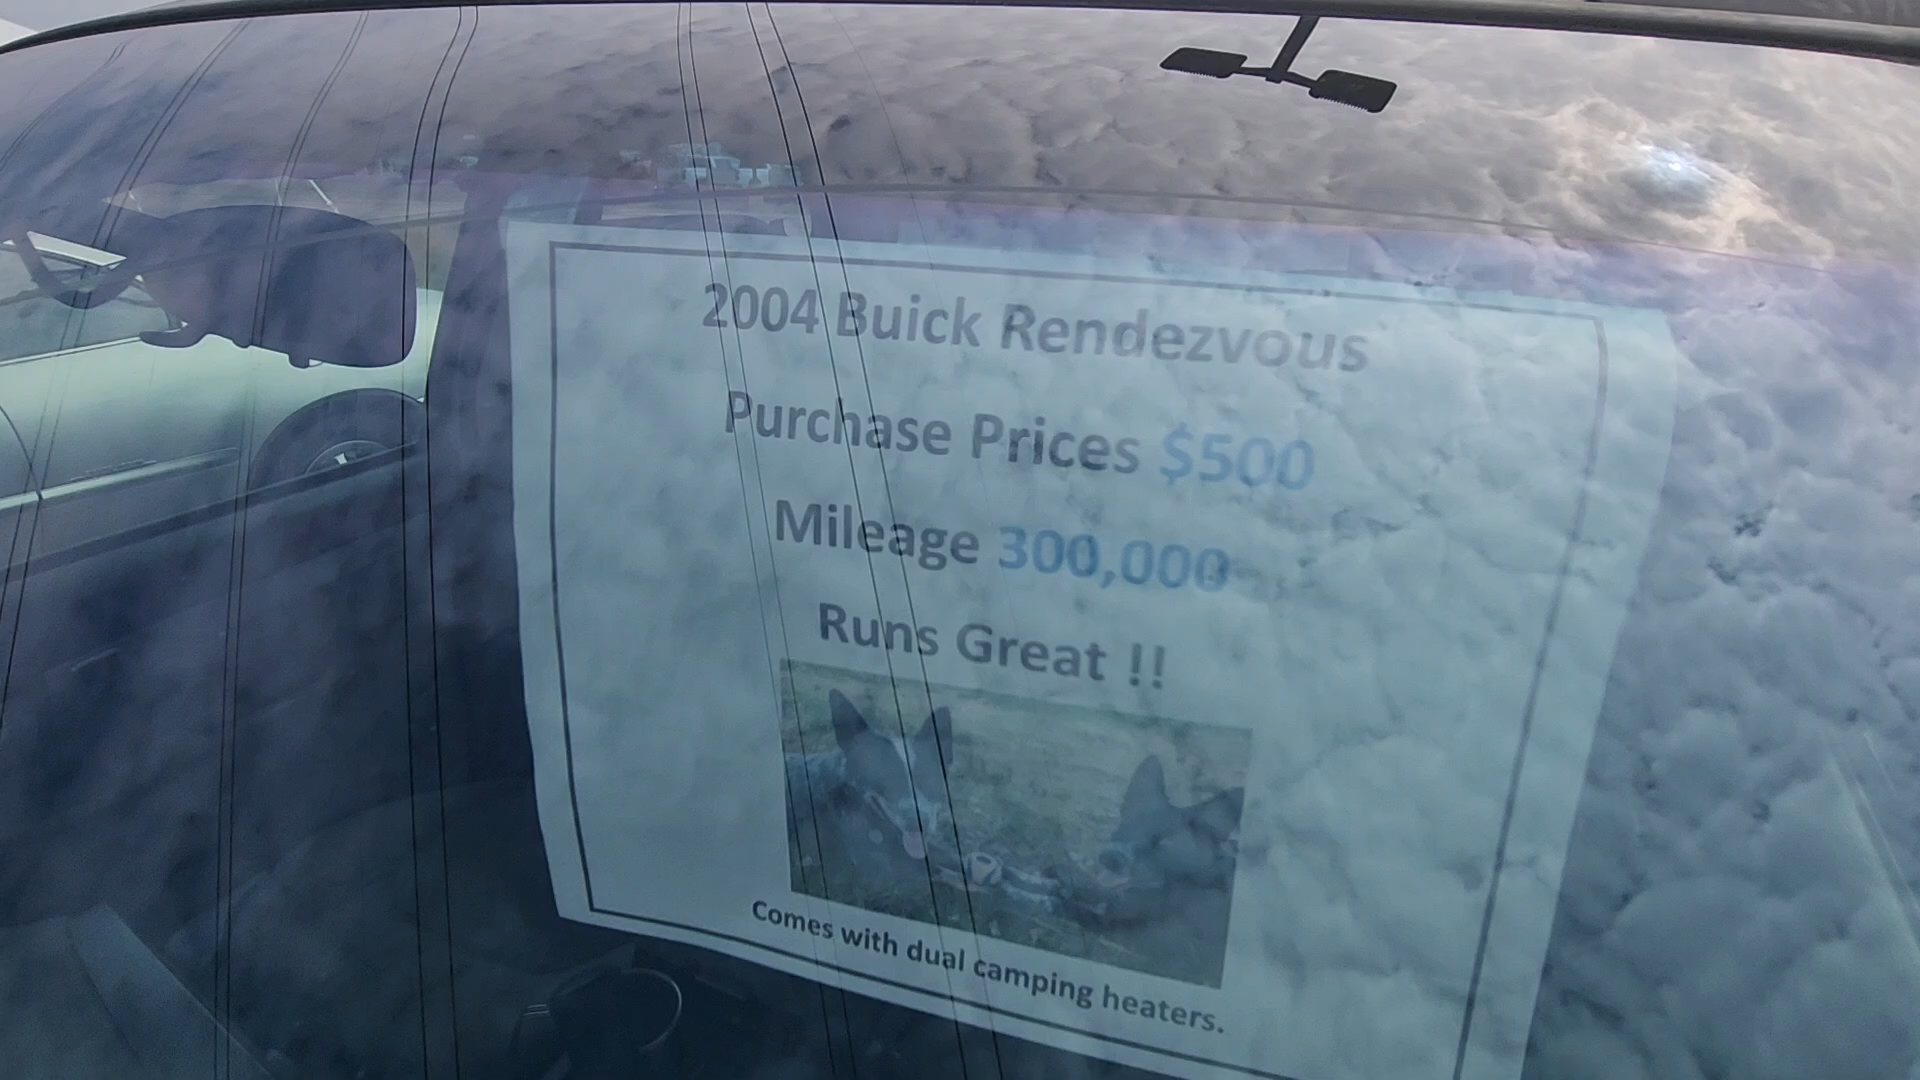 2004 Buick Rendezvous
Purchase Prices $500
Mileage 300,000
Runs Great !!
Comes with dual camping heaters.